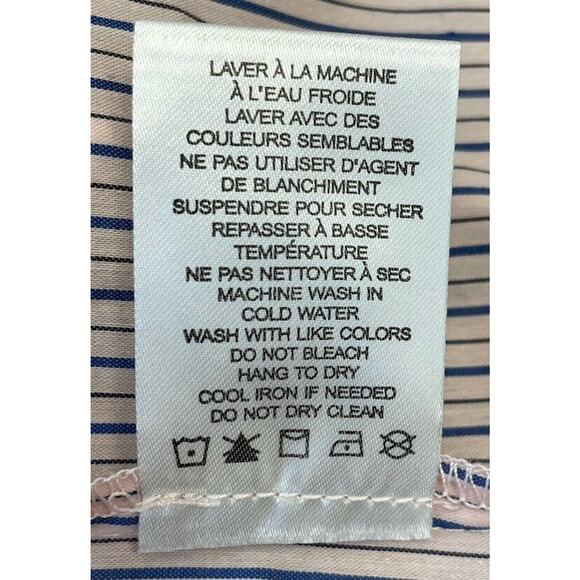 LAVER À LA MACHINE
À L'EAU FROIDE
LAVER AVEC DES
COULEURS SEMBLABLES
NE PAS UTILISER D'AGENT
DE BLANCHIMENT
SUSPENDRE POUR SECHER
REPASSER À BASSE
TEMPÉRATURE
NE PAS NETTOYER À SEC
MACHINE WASH IN
COLD WATER
WASH WITH LIKE COLORS
DO NOT BLEACH
HANG TO DRY
COOL IRON IF NEEDED
DO NOT DRY CLEAN